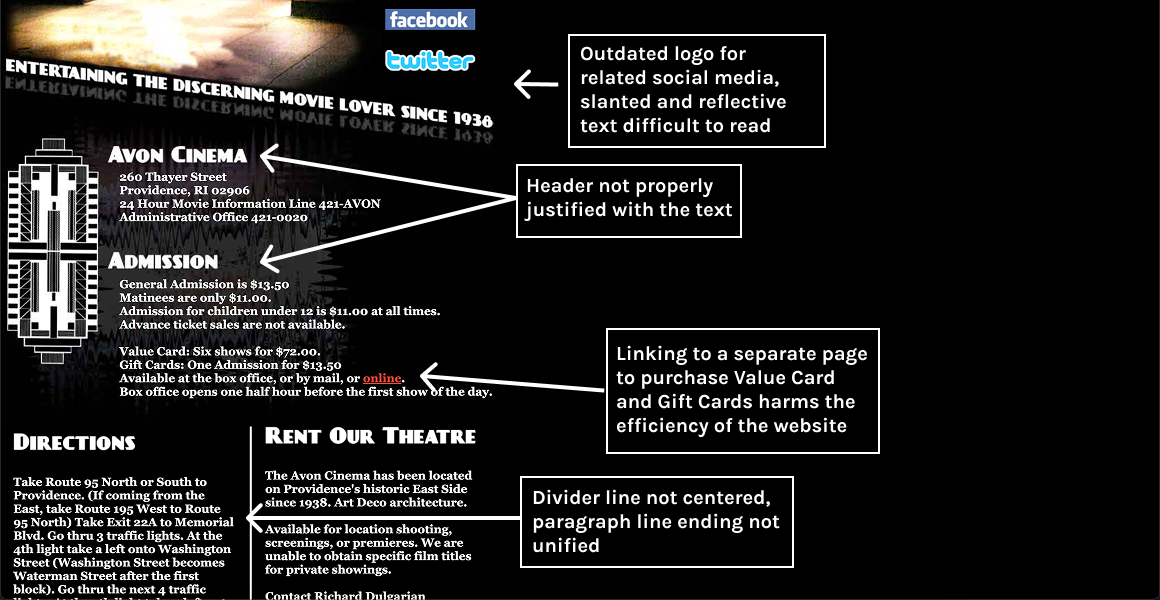 facebook
twitter
ENTERTAINING THE DISCERNING MOVIE LOVER SINCE 1938
Outdated logo for
related social media,
slanted and reflective
text difficult to read
AVON CINEMA
260 Thayer Street
Providence, RI 02906
24 Hour Movie Information Line 421-AVON
Administrative Office 421-0020
Header not properly
justified with the text
ADMISSION
General Admission is $13.50
Matinees are only $11.00.
Admission for children under 12 is $11.00 at all times.
Advance ticket sales are not available.
Value Card: Six shows for $72.00.
Gift Cards: One Admission for $13.50
Available at the box office, or by mail, or online.
Box office opens one half hour before the first show of the day.
Linking to a separate page
to purchase Value Card
and Gift Cards harms the
efficiency of the website
DIRECTIONS
Take Route 95 North or South to
Providence. (If coming from the
East, take Route 195 West to Route
95 North) Take Exit 22A to Memorial
Blvd. Go thru 3 traffic lights. At the
4th light take a left onto Washington
Street (Washington Street becomes
Waterman Street after the first
block). Go thru the next 4 traffic
RENT OUR THEATRE
The Avon Cinema has been located
on Providence's historic East Side
since 1938. Art Deco architecture.
Available for location shooting,
screenings, or premieres. We are
unable to obtain specific film titles
for private showings.
Contact Richard Dulgarian
Divider line not centered,
paragraph line ending not
unified